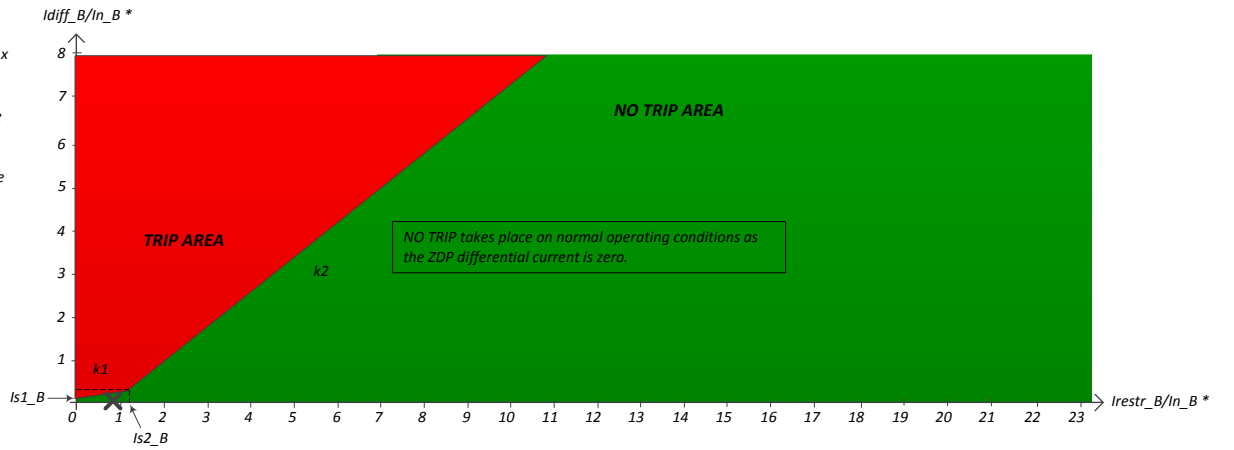 Idiff_B/In_B *
x
8
7
6
e
5
4
3
2
1
NO TRIP AREA
TRIP AREA
NO TRIP takes place on normal operating conditions as
the ZDP differential current is zero.
k2
k1
Is1_B
0 1 2 3 4 5 6 7 8 9 10 11 12 13 14 15 16 17 18 19 20 21 22 23
Irestr_B/In_B *
Is2_B